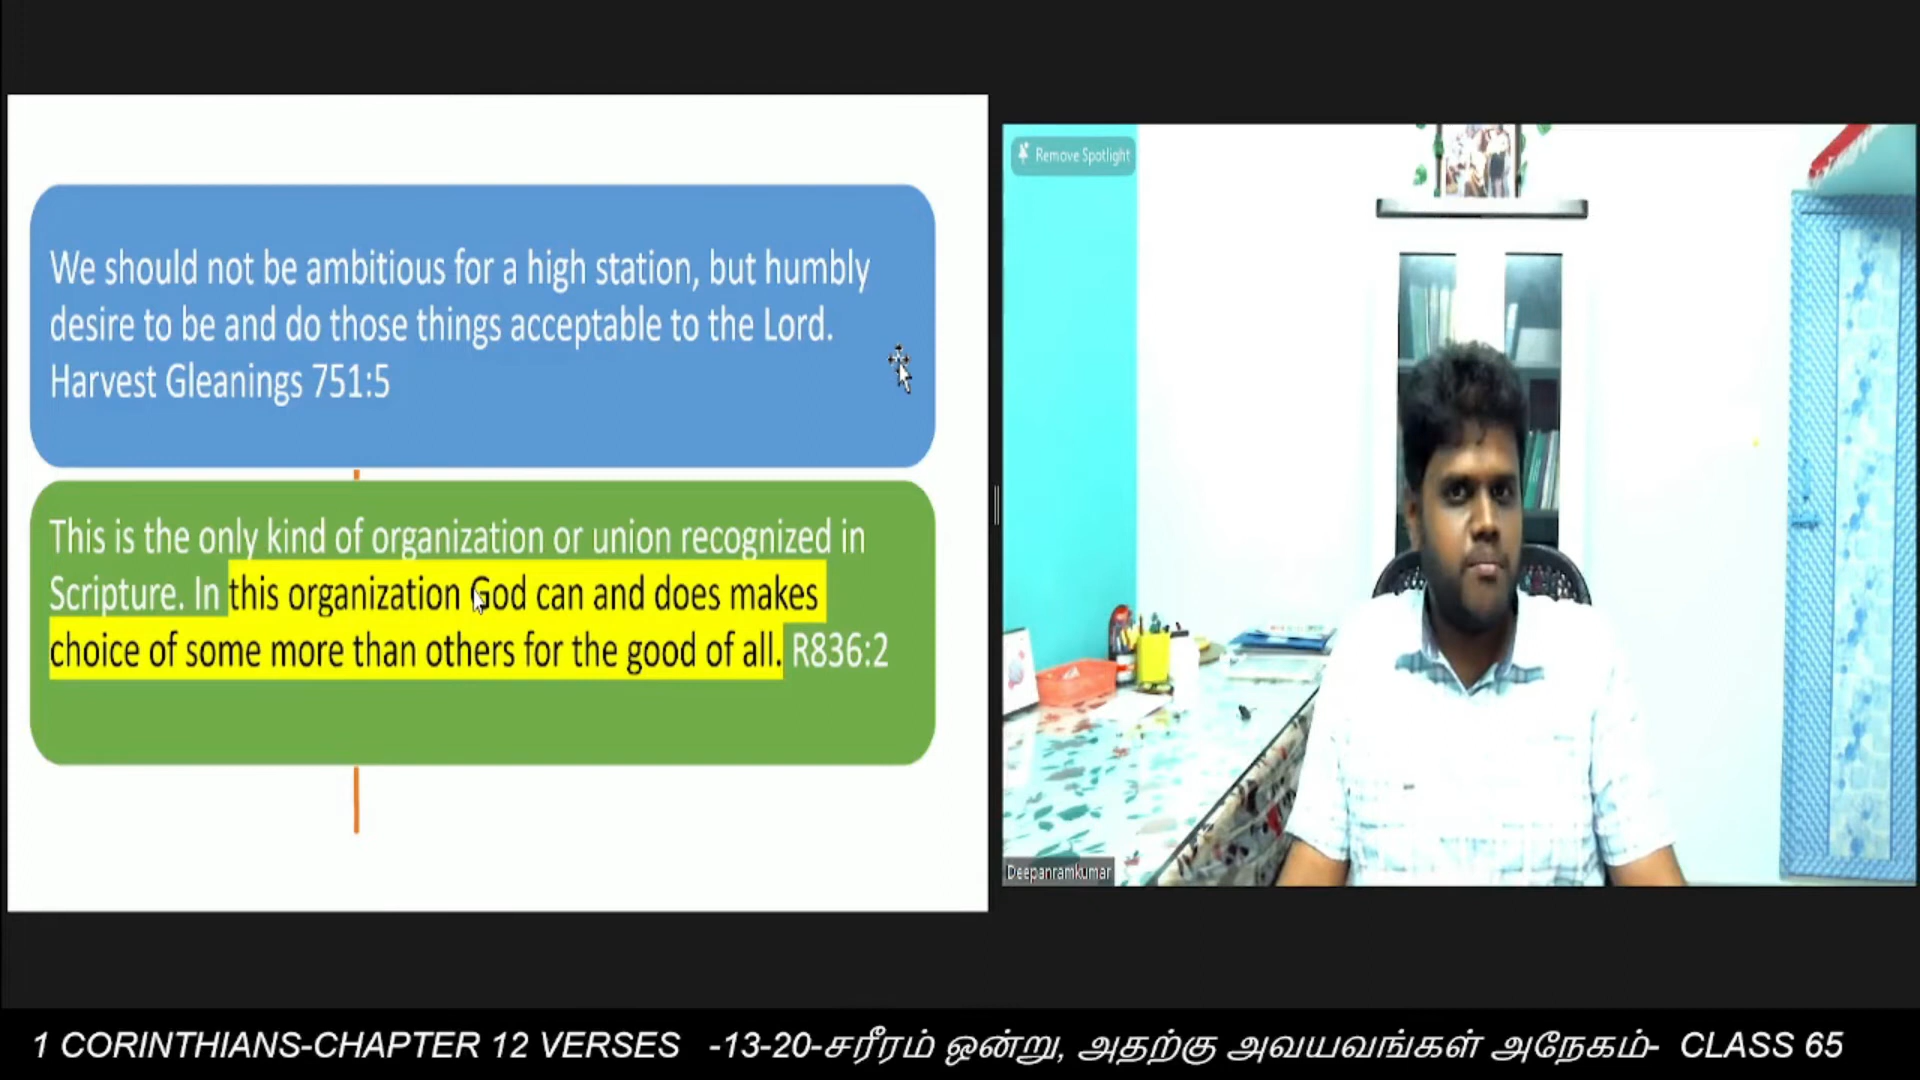 We should not be ambitious for a high station, but humbly
desire to be and do those things acceptable to the Lord.
Harvest Gleanings 751:5
This is the only kind of organization or union recognized in
Scripture. In this organization God can and does makes
choice of some more than others for the good of all. R836:2
Remove Spotlight
Deepanramkumar
1 CORINTHIANS-CHAPTER 12 VERSES -13-20-சரீரம் ஒன்று, அதற்கு அவயவங்கள் அநேகம்- CLASS 65